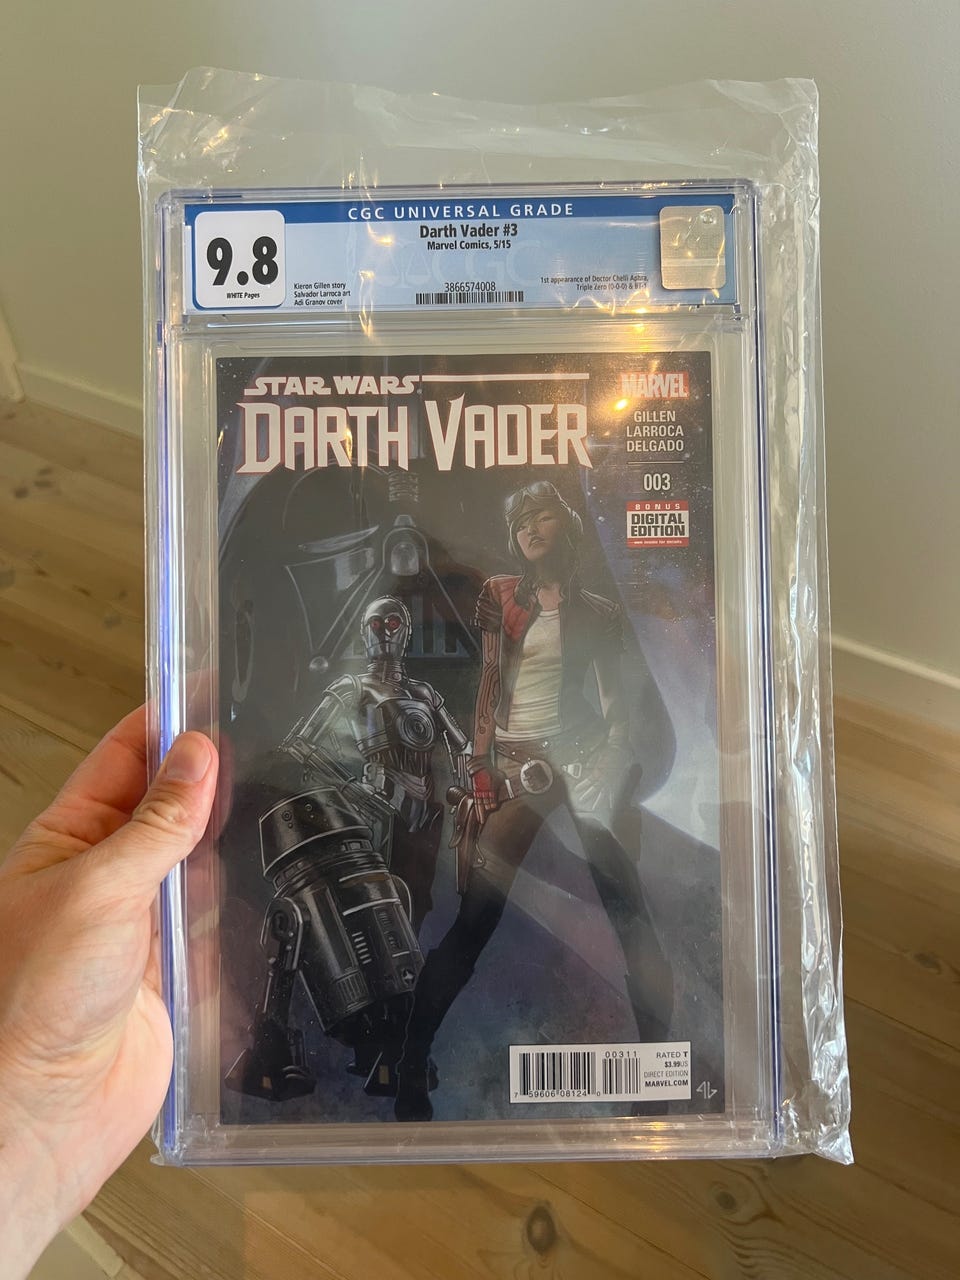 CGC UNIVERSAL GRADE
9.8
WHITE Pages
Darth Vader #3
Marvel Comics, 5/15
Kieron Gillen story
Salvador Larroca art
Adi Granov cover
3866574008
1st appearance of Doctor Chelli Aphra,
Triple Zero (0-0-0) & BT-1
STAR WARS
DARTH VADER
MARVEL
GILLEN
LARROCA
DELGADO
003
BONUS
DIGITAL
EDITION
00311
7 59606 08124 0
RATED T
$3.99US
DIRECT EDITION
MARVEL.COM